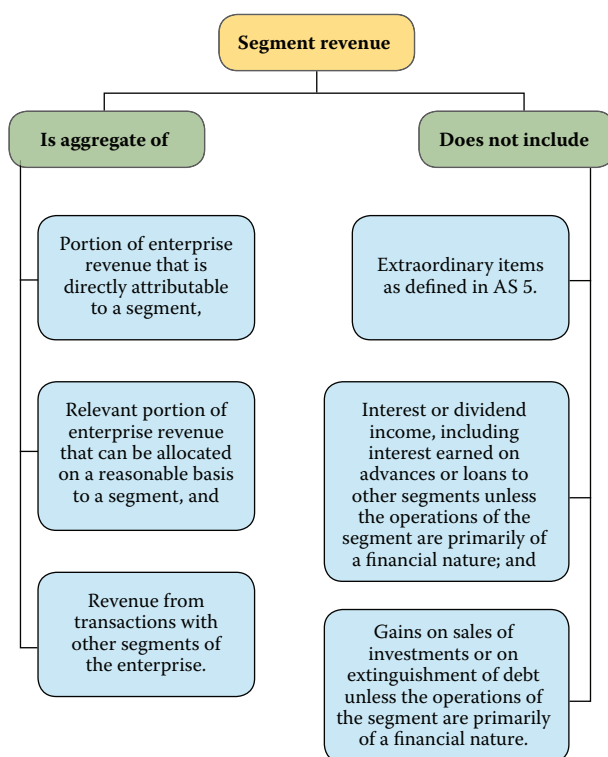 Segment revenue
Is aggregate of
Portion of enterprise
revenue that is
directly attributable
to a segment,
Relevant portion of
enterprise revenue
that can be allocated
on a reasonable basis
to a segment, and
Revenue from
transactions with
other segments of
the enterprise.
Does not include
Extraordinary items
as defined in AS 5.
Interest or dividend
income, including
interest earned on
advances or loans to
other segments unless
the operations of the
segment are primarily of
a financial nature; and
Gains on sales of
investments or on
extinguishment of debt
unless the operations of
the segment are primarily
of a financial nature.